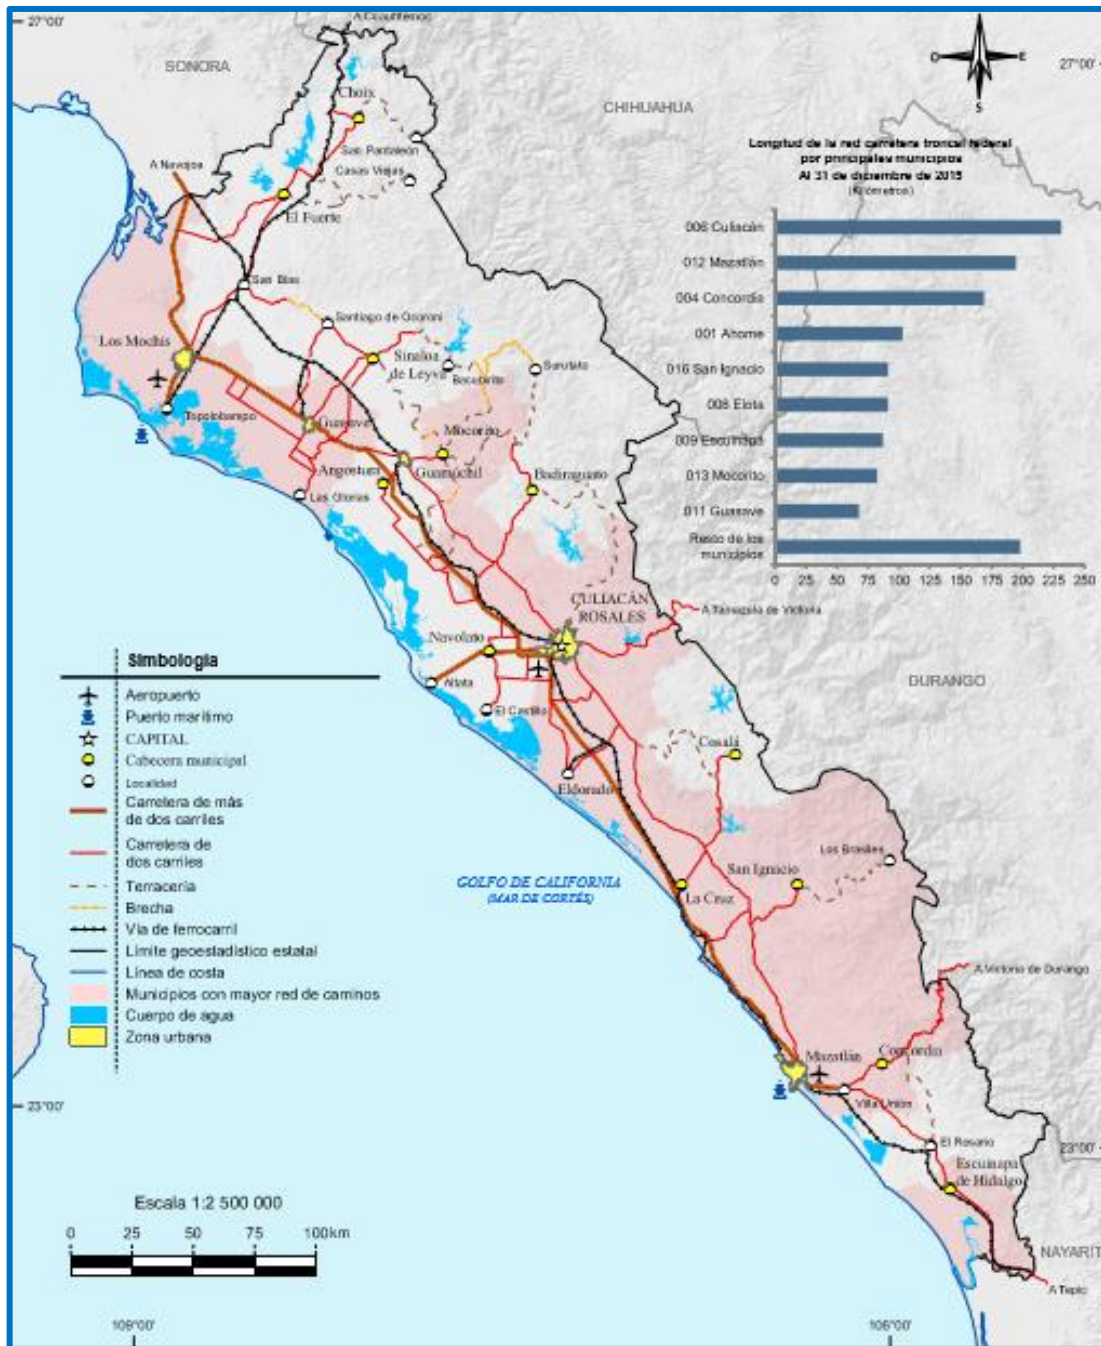 A Cuauhtémoc
27°00'
SONORA
O
E
S
27°00'
CHIHUAHUA
Choix
San Pantaleón
A Navojoa
Casas Viejas
El Fuerte
Longitud de la red carretera troncal federal
por principales municipios
Al 31 de diciembre de 2015
(Kilómetros)
006 Culiacán
012 Mazatlán
004 Concordia
001 Ahome
016 San Ignacio
008 Elota
009 Escuinapa
013 Mocorito
011 Guasave
Resto de los
municipios
0 25 50 75 100 125 150 175 200 225 250
San Blas
Santiago de Ocoroni
Los Mochis
Sinaloa
de Leyva
Bacubirito
Surutato
Topolobampo
Guasave
Mocorito
Angostura
Guamúchil
Badiraguato
Las Glorias
CULIACÁN
ROSALES
A Tamazula de Victoria
Navolato
Altata
El Castillo
DURANGO
Cosalá
Eldorado
Simbología
Aeropuerto
Puerto marítimo
CAPITAL
Cabecera municipal
Localidad
Carretera de más
de dos carriles
Carretera de
dos carriles
Terracería
Brecha
Vía de ferrocarril
Límite geoestadístico estatal
Línea de costa
Municipios con mayor red de caminos
Cuerpo de agua
Zona urbana
GOLFO DE CALIFORNIA
(MAR DE CORTÉS)
Los Brasiles
San Ignacio
La Cruz
A Victoria de Durango
Mazatlán
Concordia
Villa Unión
23°00'
El Rosario
23°00'
Escuinapa
de Hidalgo
Escala 1:2 500 000
0 25 50 75 100km
NAYARIT
A Tepic
109°00'
106°00'